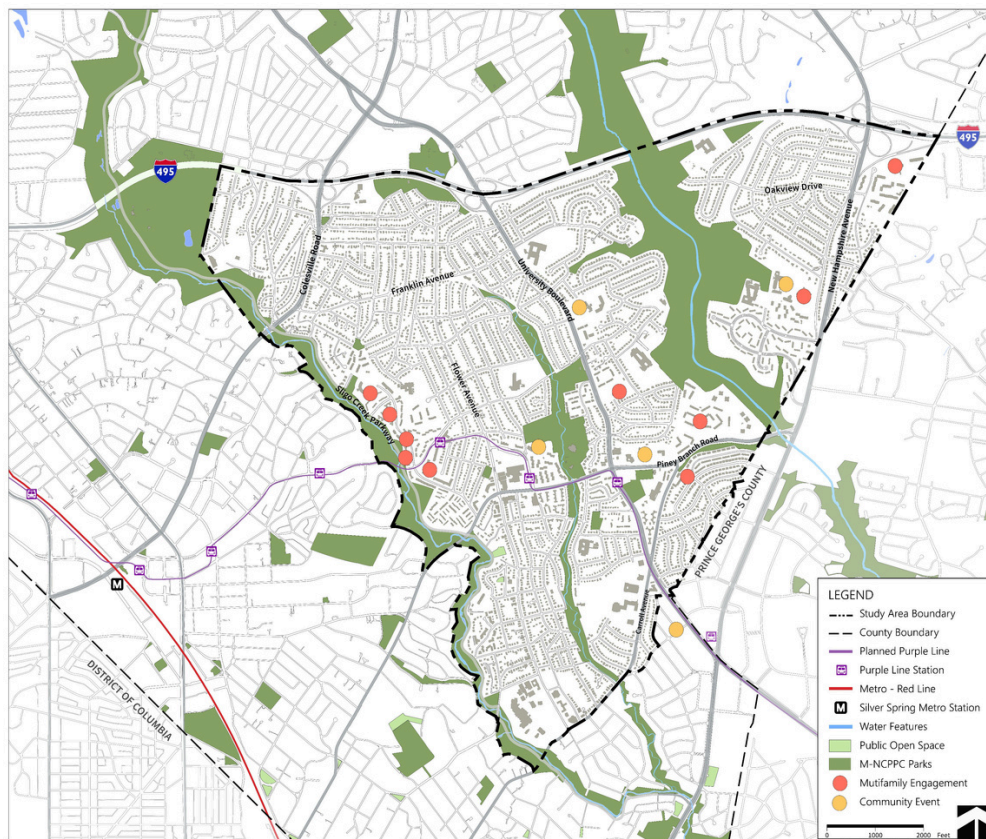 495
495
Oakview Drive
Colesville Road
New Hampshire Avenue
University Boulevard
Franklin Avenue
Flower Avenue
Sligo Creek Parkway
Piney Branch Road
PRINCE GEORGE'S COUNTY
Carroll Avenue
M
DISTRICT OF COLUMBIA
LEGEND
Study Area Boundary
County Boundary
Planned Purple Line
Purple Line Station
Metro - Red Line
M Silver Spring Metro Station
Water Features
Public Open Space
M-NCPPC Parks
Mutifamily Engagement
Community Event
0 1000 2000 Feet